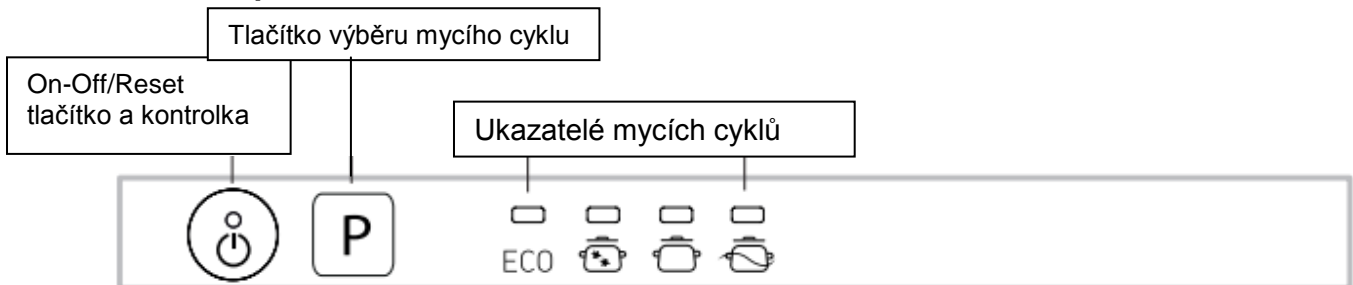 Tlačítko výběru mycího cyklu
On-Off/Reset
tlačítko a kontrolka
Ukazatelé mycích cyklů
P
ECO